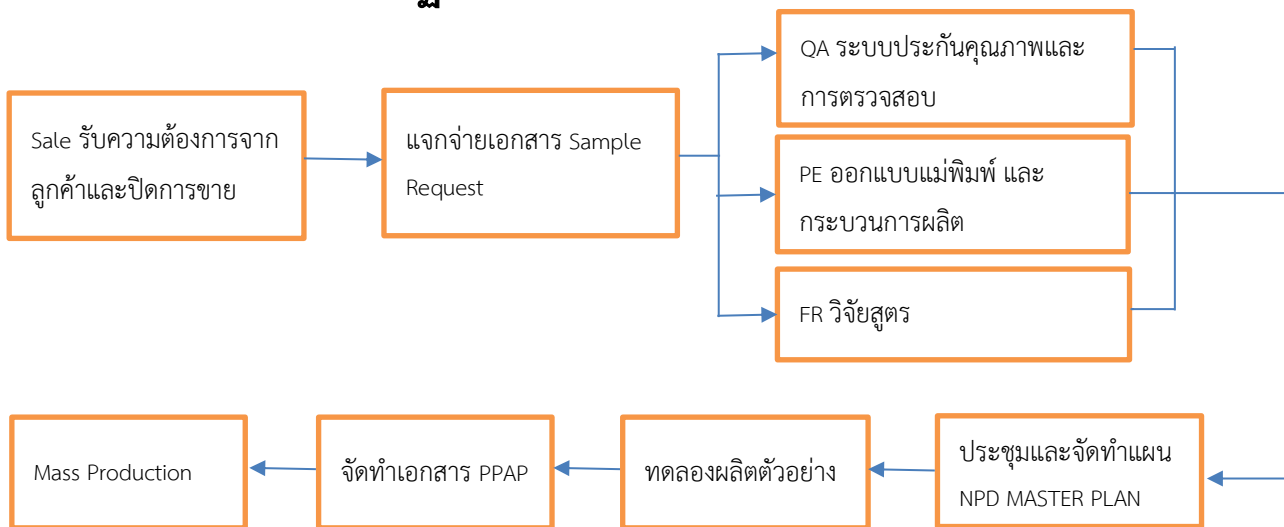 Sale รับความต้องการจาก
ลูกค้าและปิดการขาย
แจกจ่ายเอกสาร Sample
Request
QA ระบบประกันคุณภาพและ
การตรวจสอบ
PE ออกแบบแม่พิมพ์ และ
กระบวนการผลิต
FR วิจัยสูตร
ประชุมและจัดทำแผน
NPD MASTER PLAN
ทดลองผลิตตัวอย่าง
จัดทำเอกสาร PPAP
Mass Production